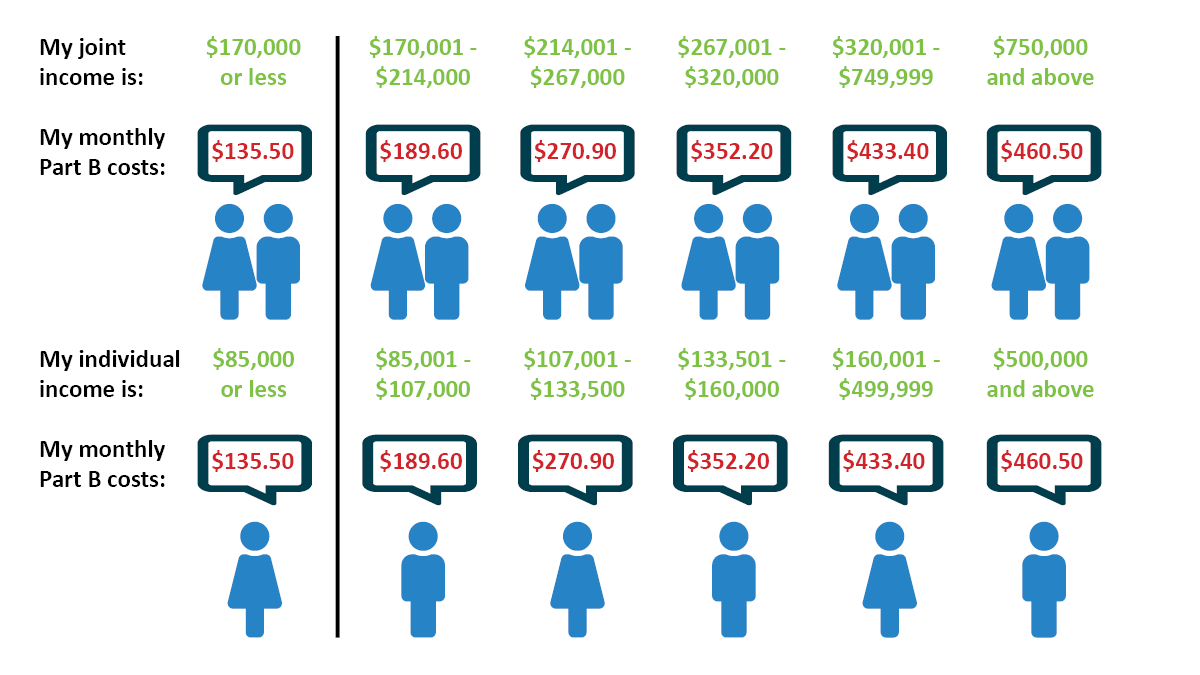 My joint $170,000 $170,001 - $214,001 - $267,001 - $320,001 - $750,000
income is: or less $214,000 $267,000 $320,000 $749,999 and above
My monthly
Part B costs:
$135.50 $189.60 $270.90 $352.20 $433.40 $460.50
My individual $85,000 $85,001 - $107,001 - $133,501 - $160,001 - $500,000
income is: or less $107,000 $133,500 $160,000 $499,999 and above
My monthly
Part B costs:
$135.50 $189.60 $270.90 $352.20 $433.40 $460.50